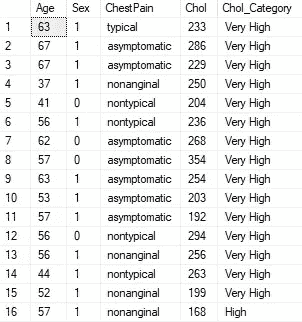 Age Sex ChestPain Chol Chol_Category
1 63 1 typical 233 Very High
2 67 1 asymptomatic 286 Very High
3 67 1 asymptomatic 229 Very High
4 37 1 nonanginal 250 Very High
5 41 0 nontypical 204 Very High
6 56 1 nontypical 236 Very High
7 62 0 asymptomatic 268 Very High
8 57 0 asymptomatic 354 Very High
9 63 1 asymptomatic 254 Very High
10 53 1 asymptomatic 203 Very High
11 57 1 asymptomatic 192 Very High
12 56 0 nontypical 294 Very High
13 56 1 nonanginal 256 Very High
14 44 1 nontypical 263 Very High
15 52 1 nonanginal 199 Very High
16 57 1 nonanginal 168 High